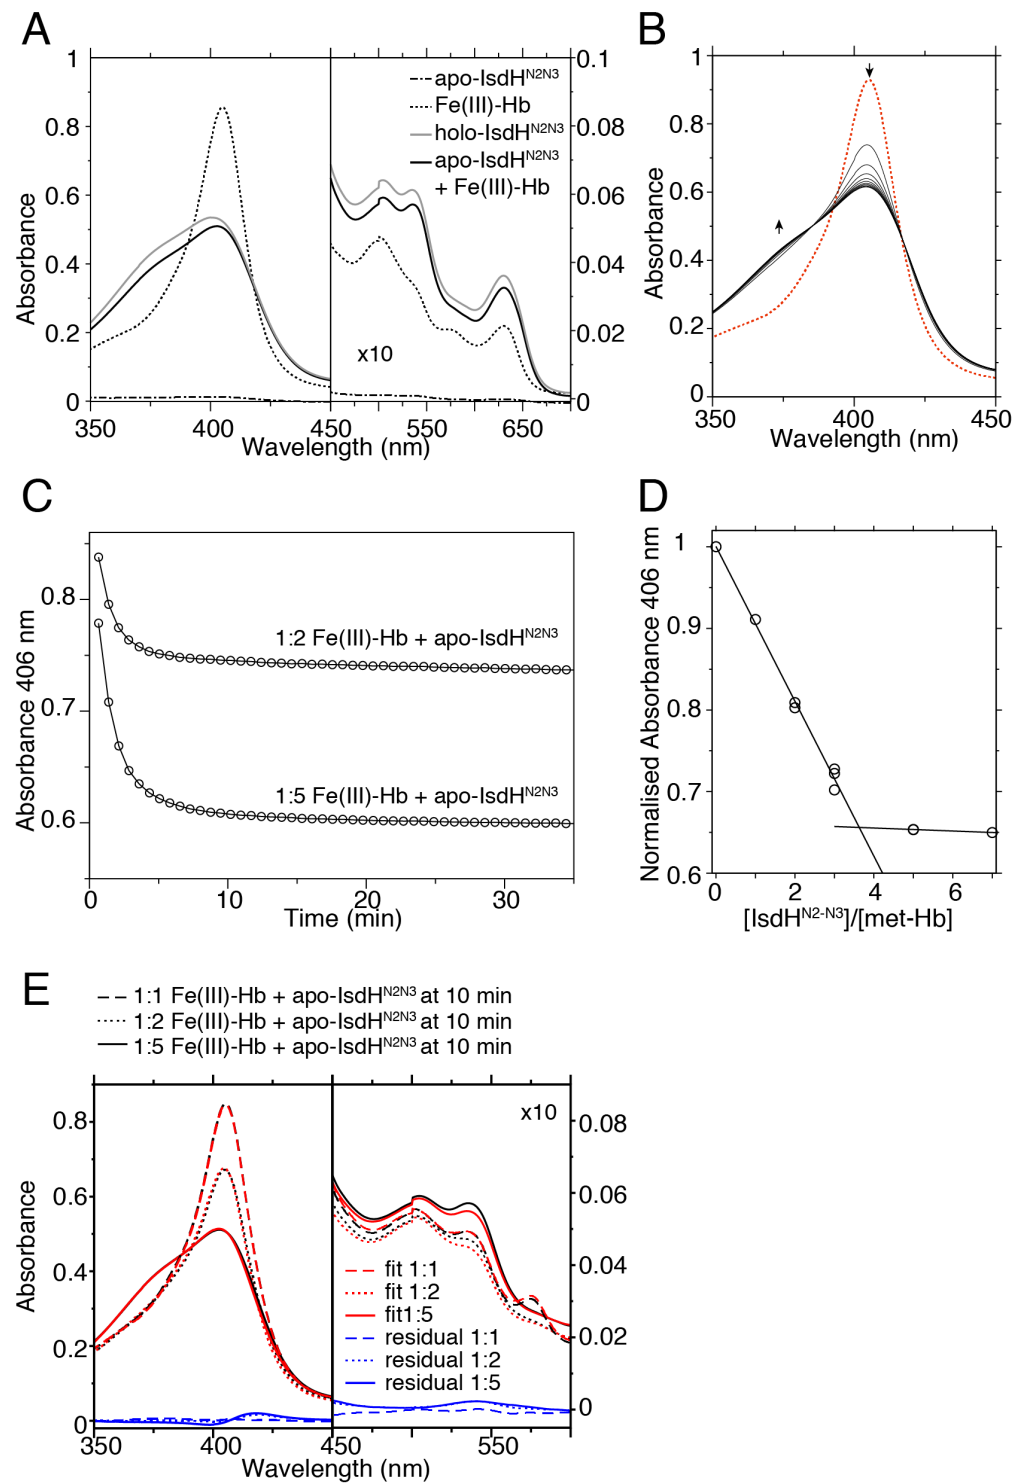 A
1
0.8
0.6
0.4
0.2
0
Absorbance
350
400
450
550
650
Wavelength (nm)
0.1
0.08
0.06
0.04
0.02
0
apo-IsdH^N2N3
Fe(III)-Hb
holo-IsdH^N2N3
apo-IsdH^N2N3
+ Fe(III)-Hb
x10
B
1
0.8
0.6
0.4
0.2
0
Absorbance
350
400
450
Wavelength (nm)
C
0.8
0.7
0.6
Absorbance 406 nm
1:2 Fe(III)-Hb + apo-IsdH^N2N3
1:5 Fe(III)-Hb + apo-IsdH^N2N3
0
10
20
30
Time (min)
D
1
0.9
0.8
0.7
0.6
Normalised Absorbance 406 nm
0
2
4
6
[IsdH^N2-N3]/[met-Hb]
E
1:1 Fe(III)-Hb + apo-IsdH^N2N3 at 10 min
1:2 Fe(III)-Hb + apo-IsdH^N2N3 at 10 min
1:5 Fe(III)-Hb + apo-IsdH^N2N3 at 10 min
0.8
0.6
0.4
0.2
0
Absorbance
x10
0.08
0.06
0.04
0.02
0
fit 1:1
fit 1:2
fit1:5
residual 1:1
residual 1:2
residual 1:5
350
400
450
550
Wavelength (nm)